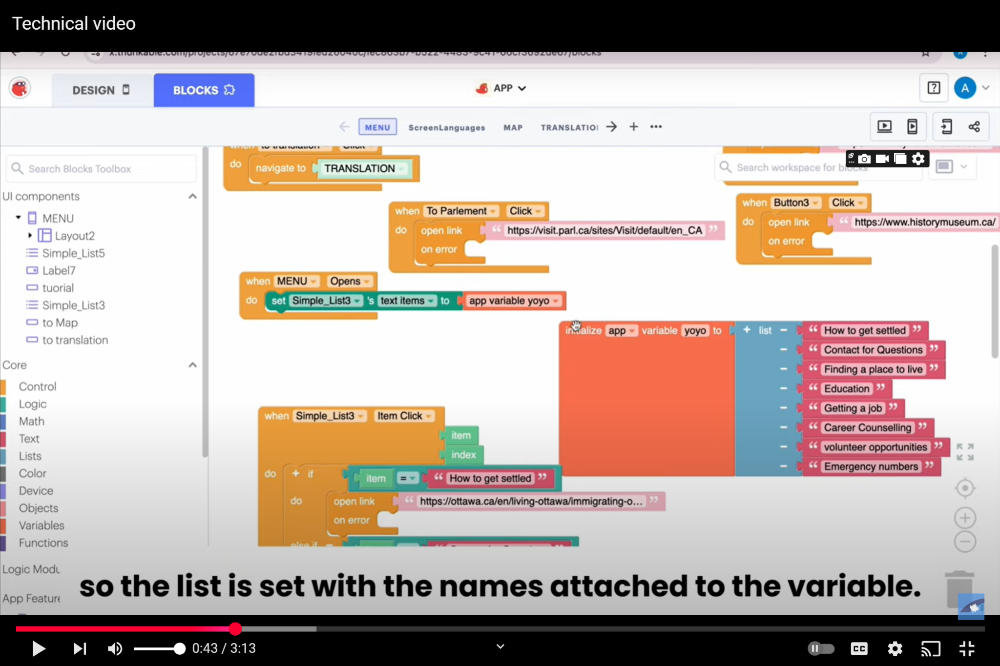 Technical video
x.thunkable.com/projects/
/blocks
DESIGN
BLOCKS
APP
A
MENU
ScreenLanguages
MAP
TRANSLATIO
Search Blocks Toolbox
Search workspace for blocks
UI components
MENU
Layout2
Simple_List5
Label7
tuorial
Simple_List3
to Map
to translation
Core
Control
Logic
Math
Text
Lists
Color
Device
Objects
Variables
Functions
Logic Modu
App Feature
when to translation Click
do navigate to TRANSLATION
when To Parlement Click
do open link “ https://visit.parl.ca/sites/Visit/default/en_CA ”
on error
when Button3 Click
do open link “ https://www.historymuseum.ca/
on error
when MENU Opens
do set Simple_List3 's text items to app variable yoyo
initialize app variable yoyo to + list − “ How to get settled ”
− “ Contact for Questions ”
− “ Finding a place to live ”
− “ Education ”
− “ Getting a job ”
− “ Career Counselling ”
− “ volunteer opportunities ”
− “ Emergency numbers ”
when Simple_List3 Item Click
item
index
do + if item = “ How to get settled ”
do open link “ https://ottawa.ca/en/living-ottawa/immigrating-o... ”
on error
else if −
so the list is set with the names attached to the variable.
0:43 / 3:13
CC